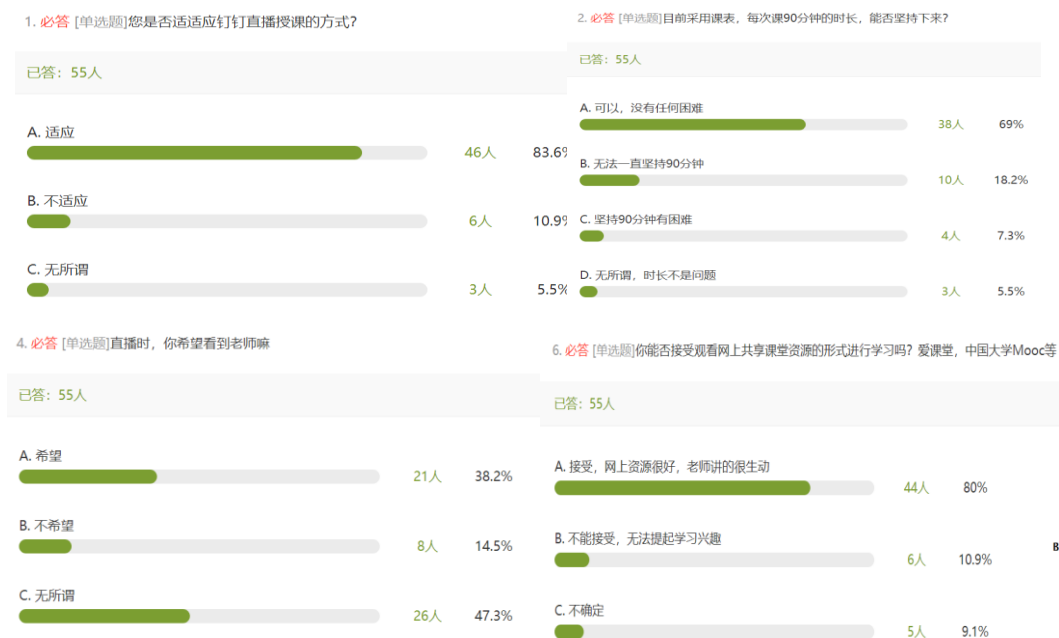 1. 必答 [单选题]您是否适适应钉钉直播授课的方式?
已答: 55人
A. 适应
46人 83.6%
B. 不适应
6人 10.9%
C. 无所谓
3人 5.5%
2. 必答 [单选题]目前采用课表，每次课90分钟的时长，能否坚持下来?
已答: 55人
A. 可以，没有任何困难
38人 69%
B. 无法一直坚持90分钟
10人 18.2%
C. 坚持90分钟有困难
4人 7.3%
D. 无所谓，时长不是问题
3人 5.5%
4. 必答 [单选题]直播时，你希望看到老师嘛
已答: 55人
A. 希望
21人 38.2%
B. 不希望
8人 14.5%
C. 无所谓
26人 47.3%
6. 必答 [单选题]你能否接受观看网上共享课堂资源的形式进行学习吗? 爱课堂，中国大学Mooc等
已答: 55人
A. 接受，网上资源很好，老师讲的很生动
44人 80%
B. 不能接受，无法提起学习兴趣
6人 10.9%
C. 不确定
5人 9.1%
B